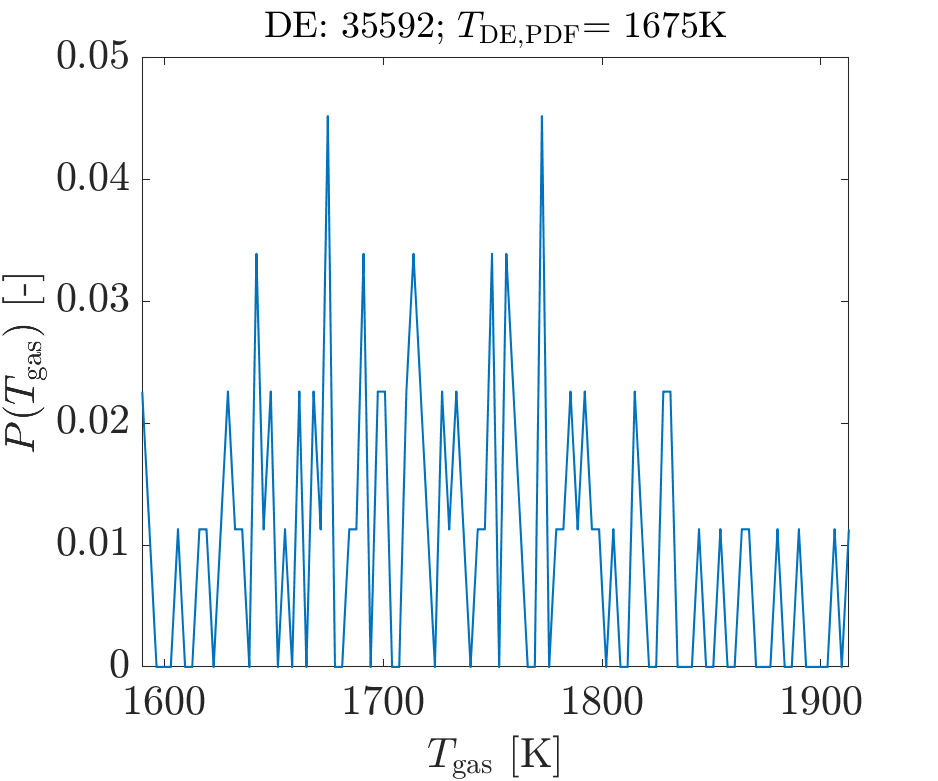 DE: 35592; T_DE,PDF= 1675K
0.05
0.04
0.03
0.02
0.01
0
P(T_gas) [-]
1600 1700 1800 1900
T_gas [K]